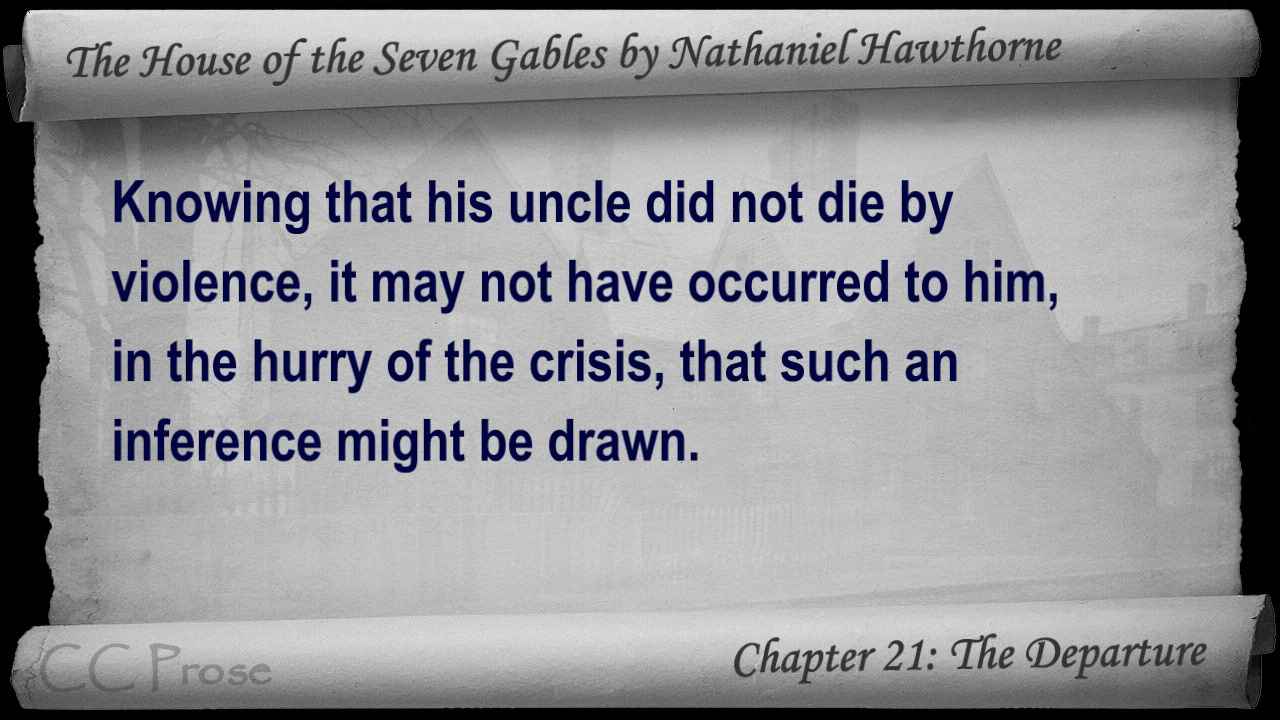 The House of the Seven Gables by Nathaniel Hawthorne
Knowing that his uncle did not die by
violence, it may not have occurred to him,
in the hurry of the crisis, that such an
inference might be drawn.
CC Prose
Chapter 21: The Departure